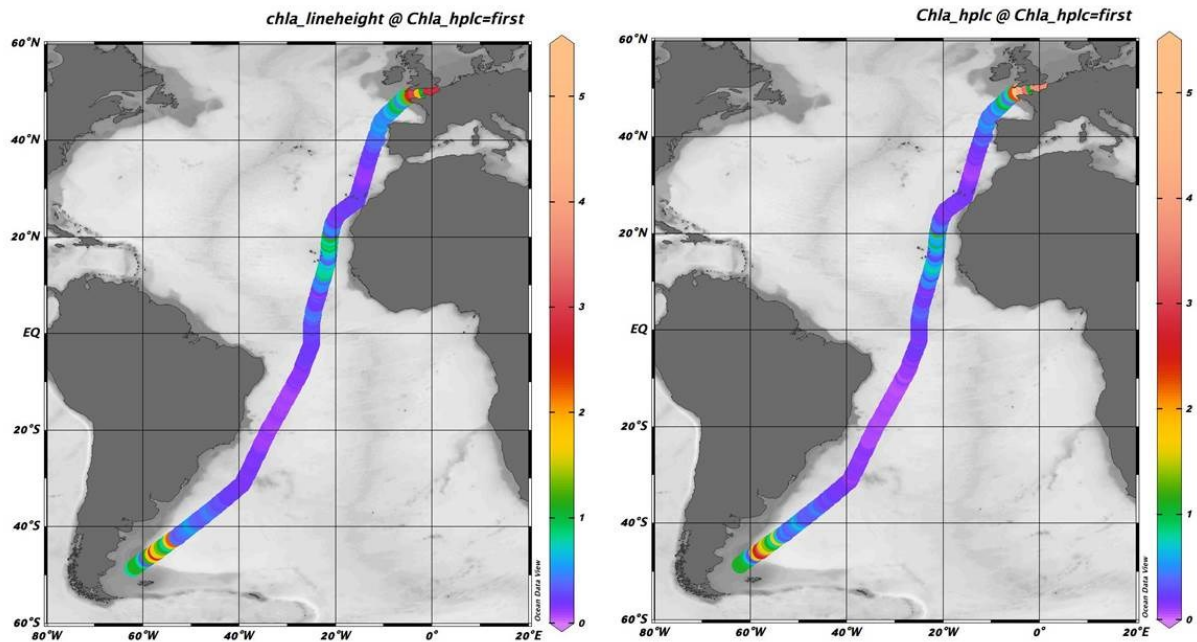 chla_lineheight @ Chla_hplc=first
60°N
40°N
20°N
EQ
20°S
40°S
60°S
80°W
60°W
40°W
20°W
0°
20°E
5
4
3
2
1
0
Ocean Data View
Chla_hplc @ Chla_hplc=first
60°N
40°N
20°N
EQ
20°S
40°S
60°S
80°W
60°W
40°W
20°W
0°
20°E
5
4
3
2
1
0
Ocean Data View